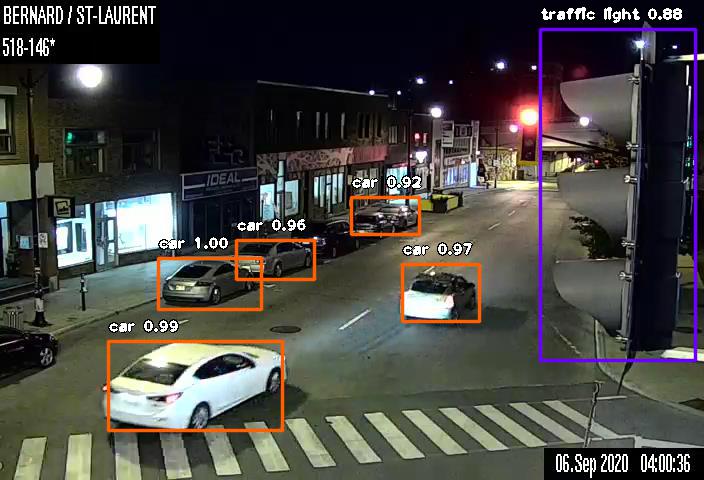 BERNARD / ST-LAURENT
518-146*
traffic light 0.88
car 0.92
IDEAL
car 0.96
car 1.00
car 0.97
car 0.99
06.Sep 2020 04:00:36